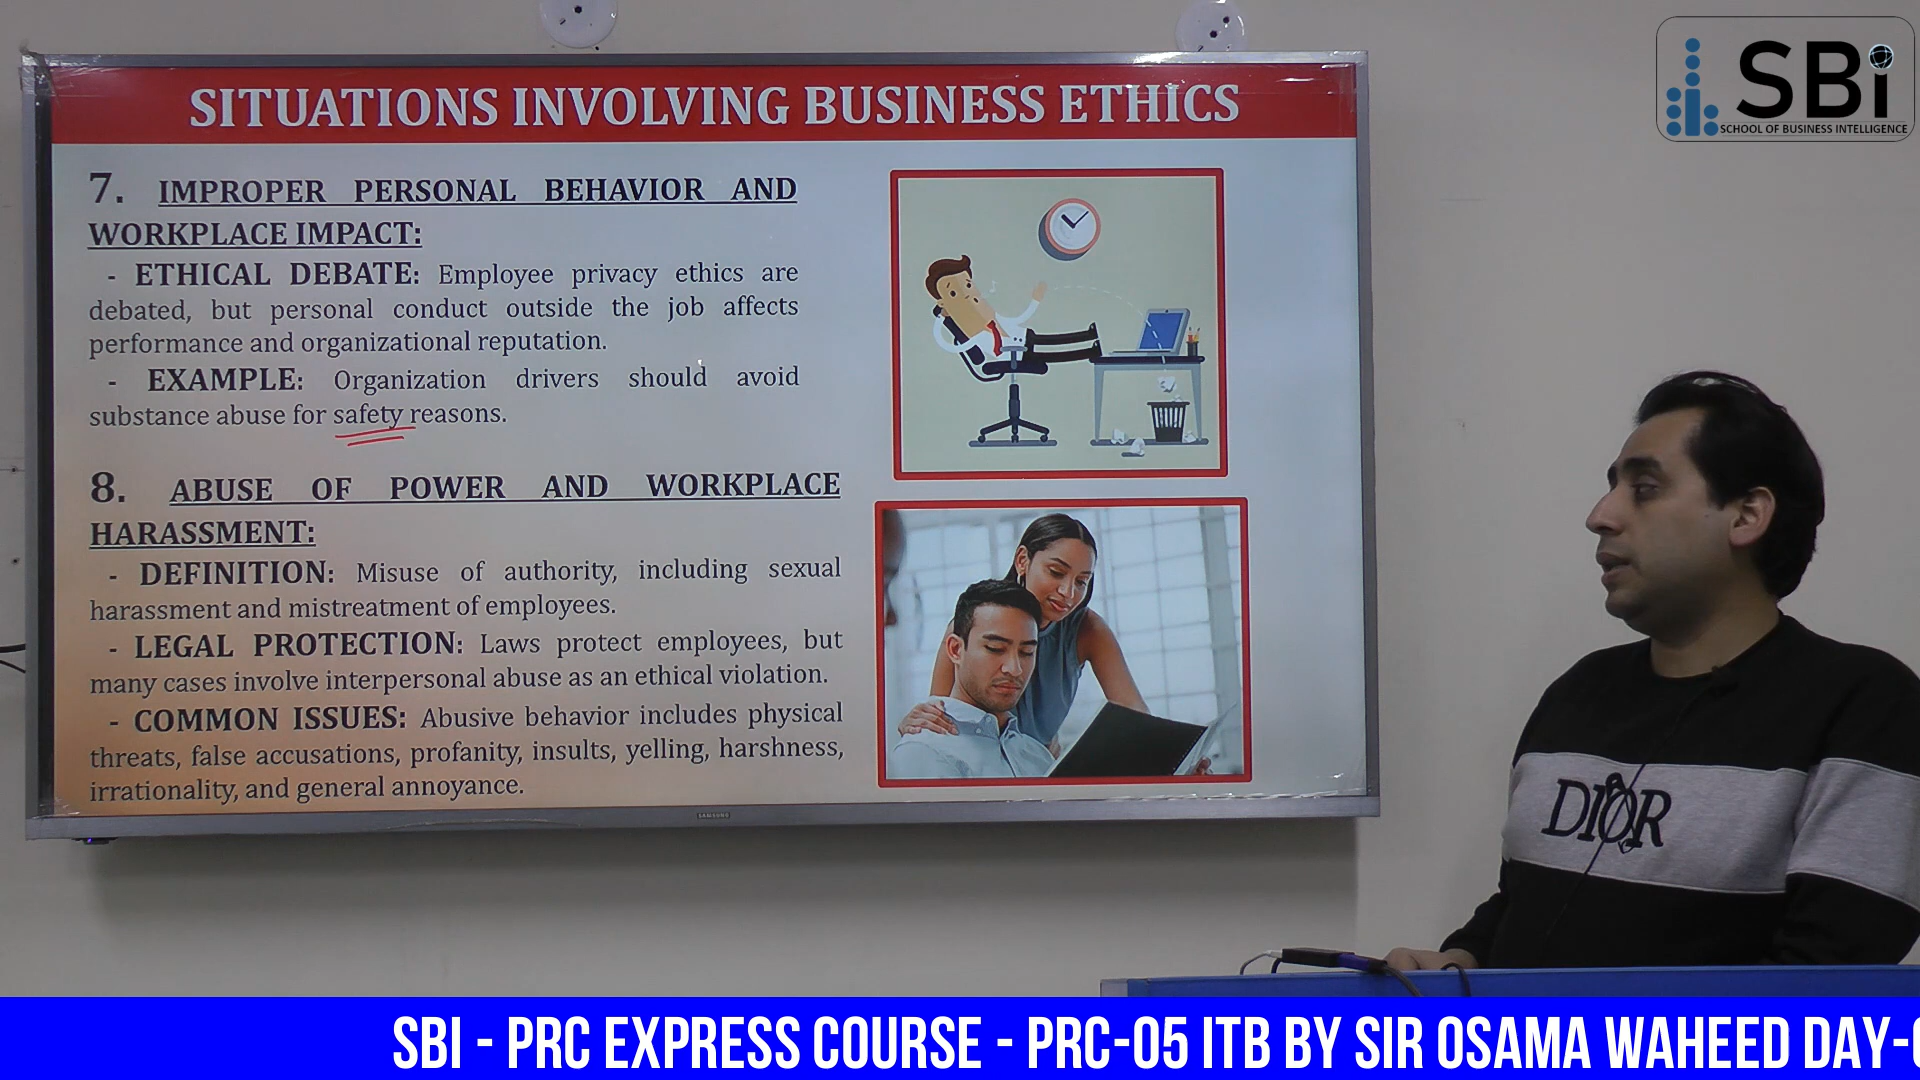 SITUATIONS INVOLVING BUSINESS ETHICS
7. IMPROPER PERSONAL BEHAVIOR AND
WORKPLACE IMPACT:
- ETHICAL DEBATE: Employee privacy ethics are
debated, but personal conduct outside the job affects
performance and organizational reputation.
- EXAMPLE: Organization drivers should avoid
substance abuse for safety reasons.
8. ABUSE OF POWER AND WORKPLACE
HARASSMENT:
- DEFINITION: Misuse of authority, including sexual
harassment and mistreatment of employees.
- LEGAL PROTECTION: Laws protect employees, but
many cases involve interpersonal abuse as an ethical violation.
- COMMON ISSUES: Abusive behavior includes physical
threats, false accusations, profanity, insults, yelling, harshness,
irrationality, and general annoyance.
SAMSUNG
SBi
SCHOOL OF BUSINESS INTELLIGENCE
DIOR
SBI - PRC EXPRESS COURSE - PRC-05 ITB BY SIR OSAMA WAHEED DAY-